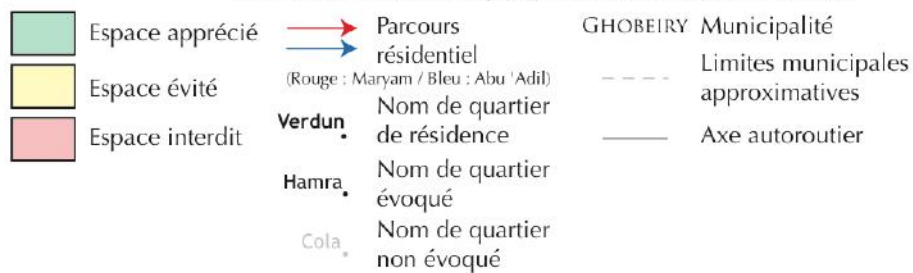 Espace apprécié
Espace évité
Espace interdit
Parcours
résidentiel
(Rouge : Maryam / Bleu : Abu 'Adil)
Verdun
Nom de quartier
de résidence
Hamra
Nom de quartier
évoqué
Cola
Nom de quartier
non évoqué
GHOBEIRY Municipalité
Limites municipales
approximatives
Axe autoroutier